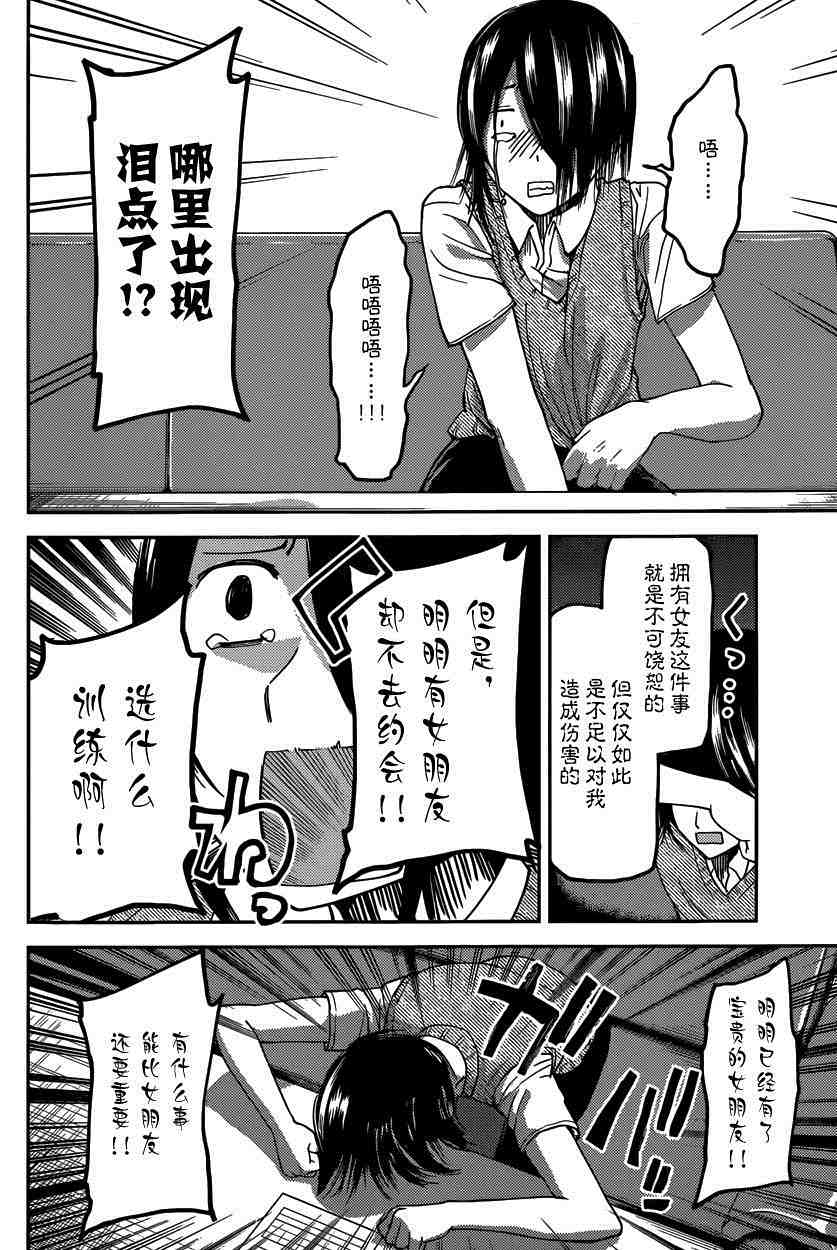 唔
……
唔
唔
唔
唔
……
!!!
哪里出现
泪点了!?
拥有女友这件事
就是不可饶恕的
但仅仅如此
是不足以对我
造成伤害的
くっ…
但是,
明明有女朋友
却不去约会!!
选什么
训练啊!!
わっ
明明已经有了
宝贵的女朋友!!
有什么事
能比女朋友
还要重要!!